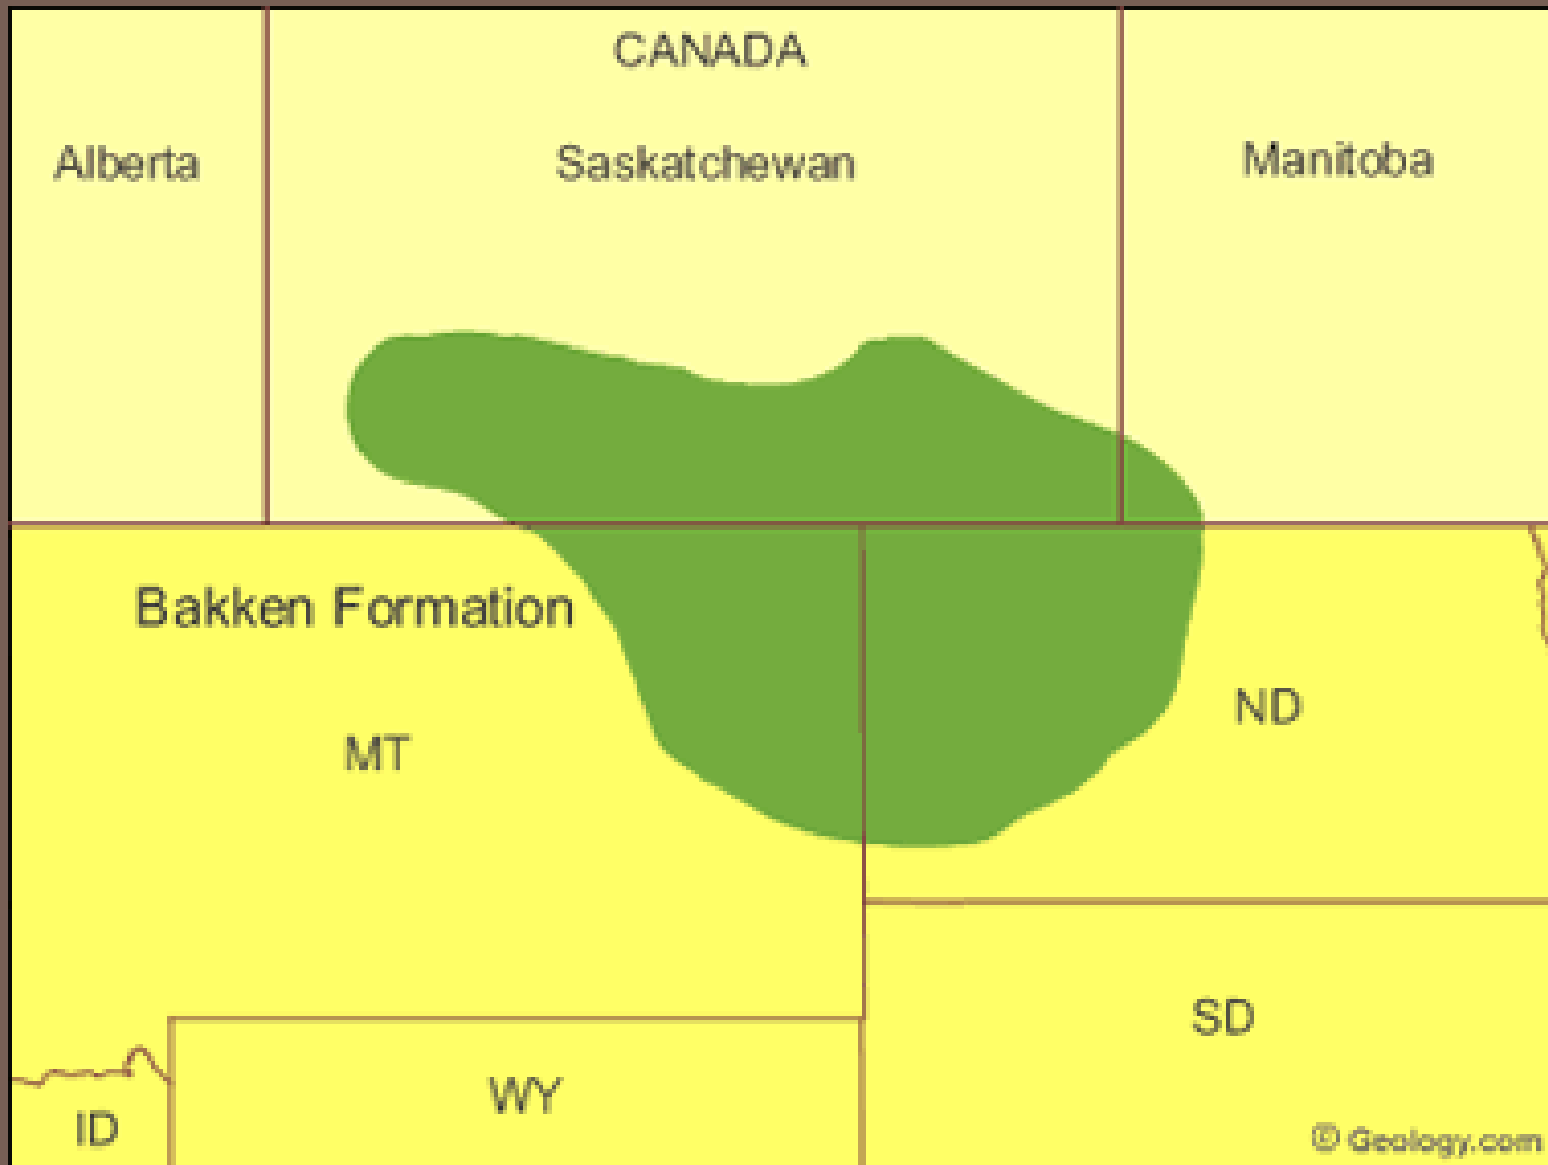 CANADA
Alberta
Saskatchewan
Manitoba
Bakken Formation
MT
ND
SD
WY
ID
© Geology.com